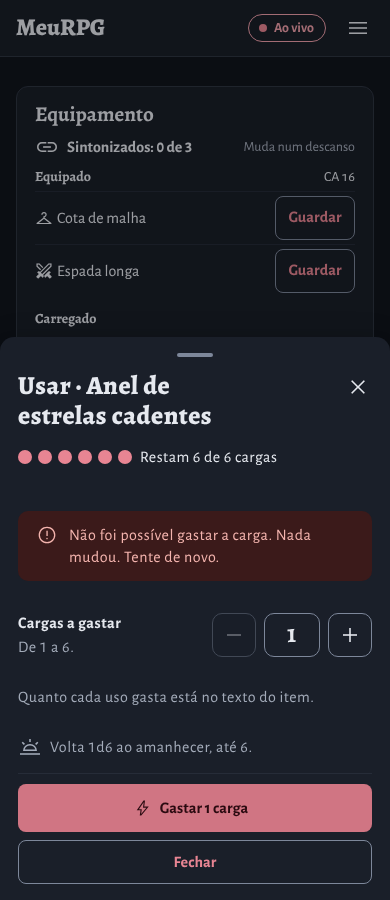 MeuRPG
Ao vivo
Equipamento
Sintonizados: 0 de 3
Muda num descanso
Equipado
CA 16
Cota de malha
Guardar
Espada longa
Guardar
Carregado
Usar · Anel de
estrelas cadentes
Restam 6 de 6 cargas
Não foi possível gastar a carga. Nada
mudou. Tente de novo.
Cargas a gastar
De 1 a 6.
1
Quanto cada uso gasta está no texto do item.
Volta 1d6 ao amanhecer, até 6.
Gastar 1 carga
Fechar